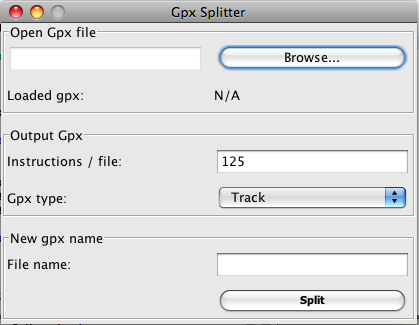 Gpx Splitter
Open Gpx file
Browse...
Loaded gpx: N/A
Output Gpx
Instructions / file: 125
Gpx type: Track
New gpx name
File name:
Split